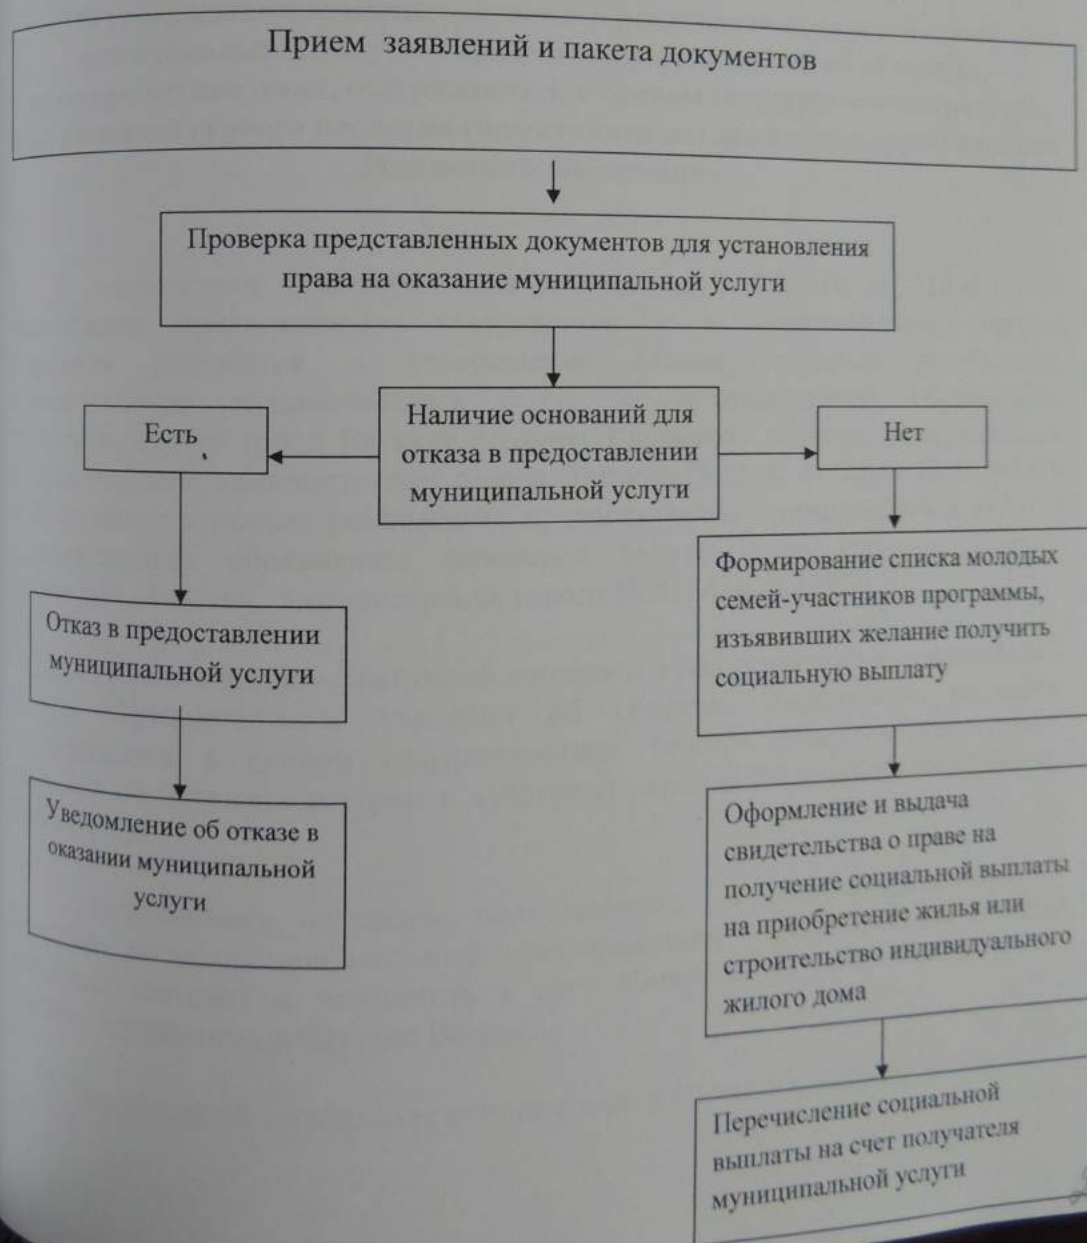 Прием заявлений и пакета документов
Проверка представленных документов для установления
права на оказание муниципальной услуги
Наличие оснований для
отказа в предоставлении
муниципальной услуги
Есть
Нет
Отказ в предоставлении
муниципальной услуги
Уведомление об отказе в
оказании муниципальной
услуги
Формирование списка молодых
семей-участников программы,
изъявивших желание получить
социальную выплату
Оформление и выдача
свидетельства о праве на
получение социальной выплаты
на приобретение жилья или
строительство индивидуального
жилого дома
Перечисление социальной
выплаты на счет получателя
муниципальной услуги